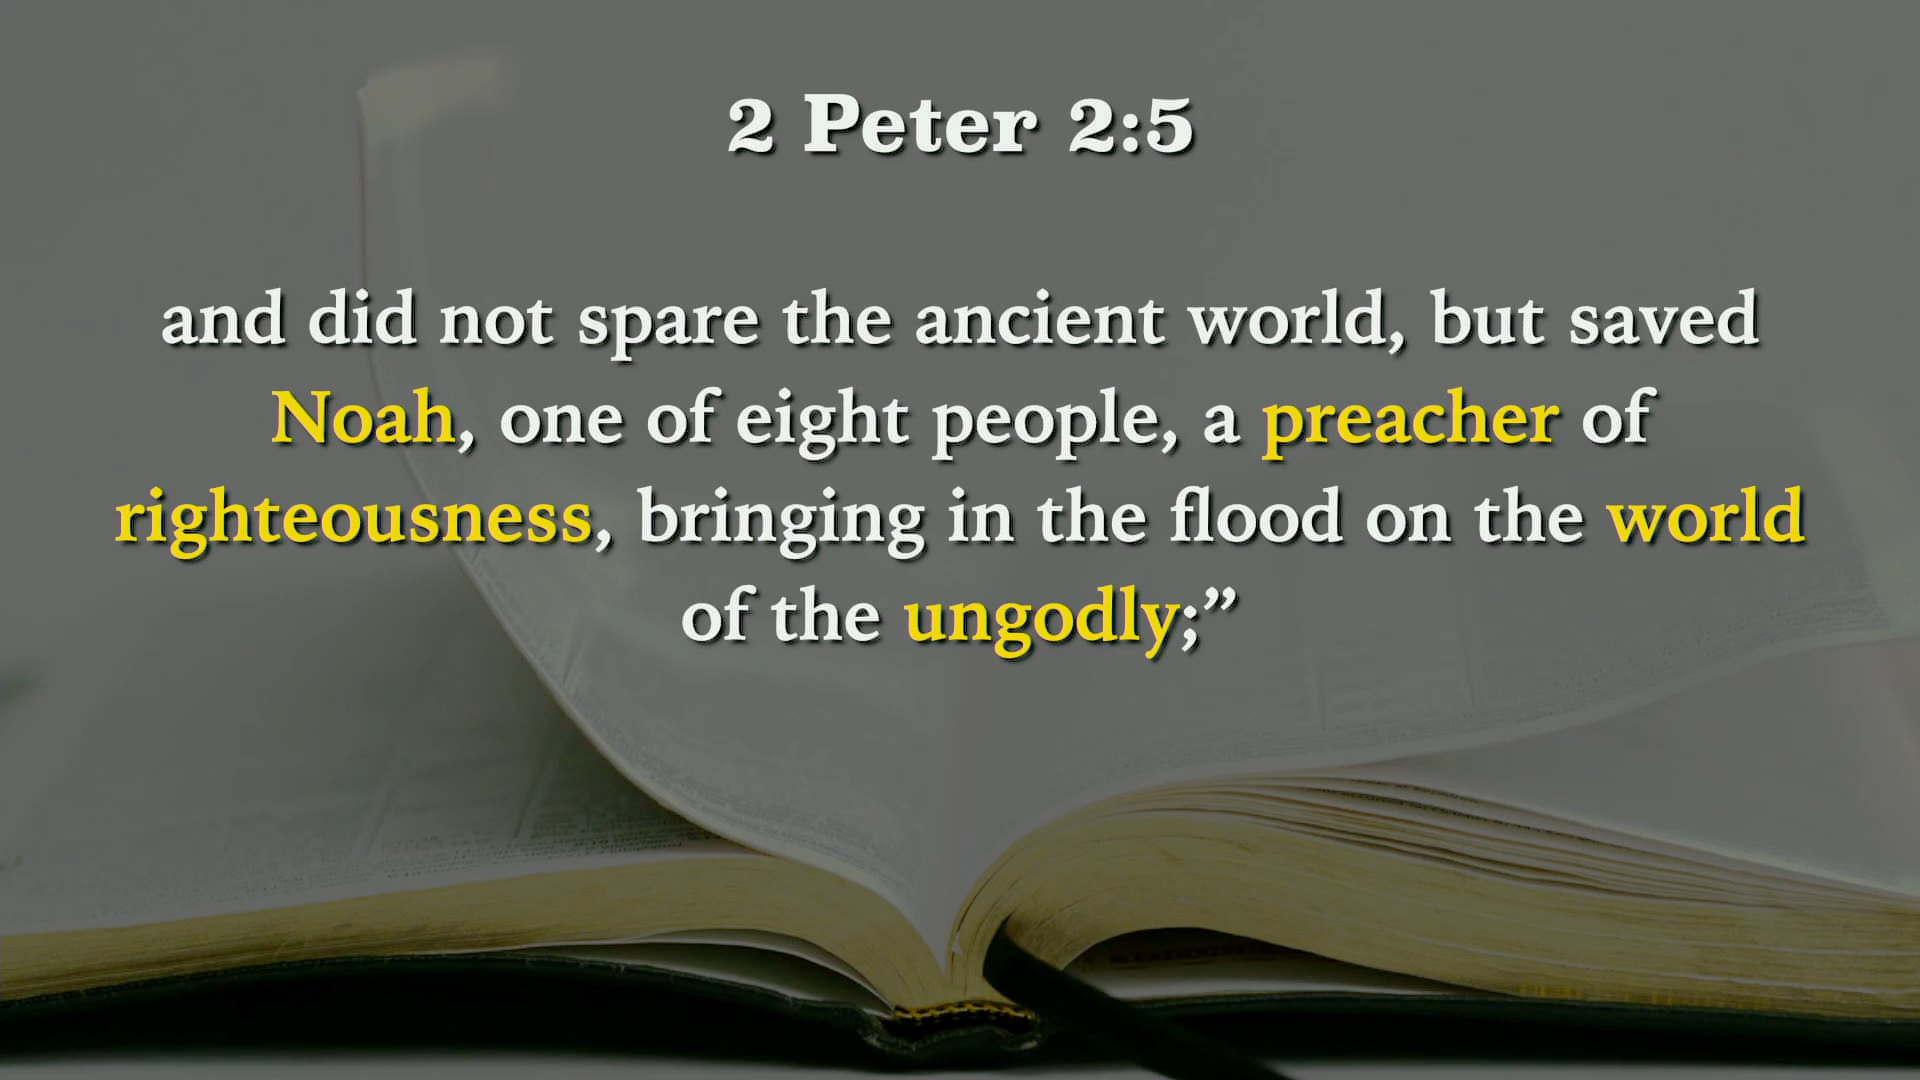 2 Peter 2:5
and did not spare the ancient world, but saved
Noah, one of eight people, a preacher of
righteousness, bringing in the flood on the world
of the ungodly;”